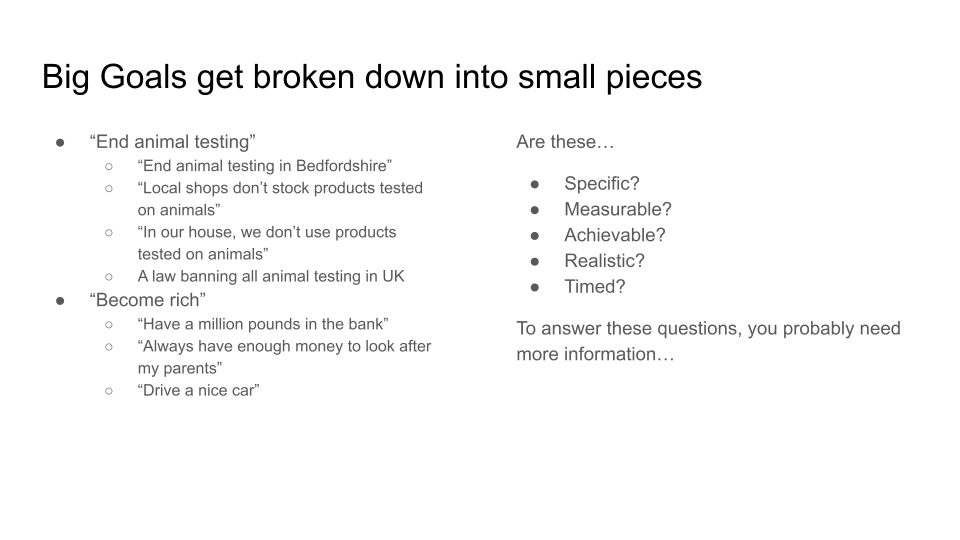 Big Goals get broken down into small pieces
● “End animal testing”
○ “End animal testing in Bedfordshire”
○ “Local shops don’t stock products tested
on animals”
○ “In our house, we don’t use products
tested on animals”
○ A law banning all animal testing in UK
● “Become rich”
○ “Have a million pounds in the bank”
○ “Always have enough money to look after
my parents”
○ “Drive a nice car”
Are these…
● Specific?
● Measurable?
● Achievable?
● Realistic?
● Timed?
To answer these questions, you probably need
more information…